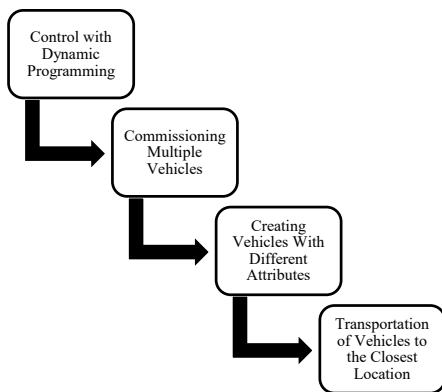 Control with
Dynamic
Programming
Commissioning
Multiple
Vehicles
Creating
Vehicles With
Different
Attributes
Transportation
of Vehicles to
the Closest
Location